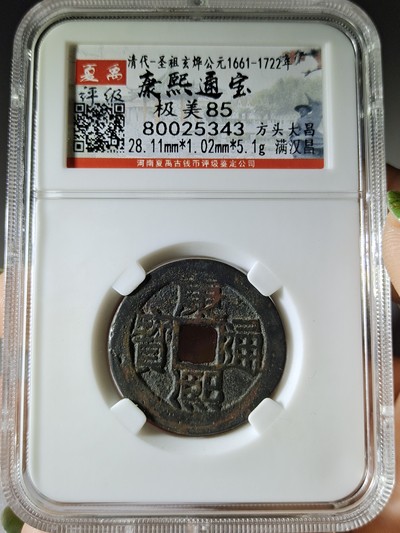 夏禹
评级
清代-圣祖玄烨公元1661-1722年
康熙通宝
极美85
80025343 方头大昌
28.11mm*1.02mm*5.1g 满汉昌
河南夏禹古钱币评级鉴定公司
康熙通寶